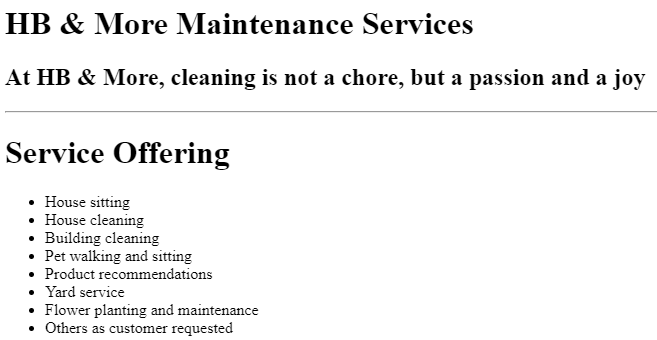 HB & More Maintenance Services
At HB & More, cleaning is not a chore, but a passion and a joy
Service Offering
• House sitting
• House cleaning
• Building cleaning
• Pet walking and sitting
• Product recommendations
• Yard service
• Flower planting and maintenance
• Others as customer requested